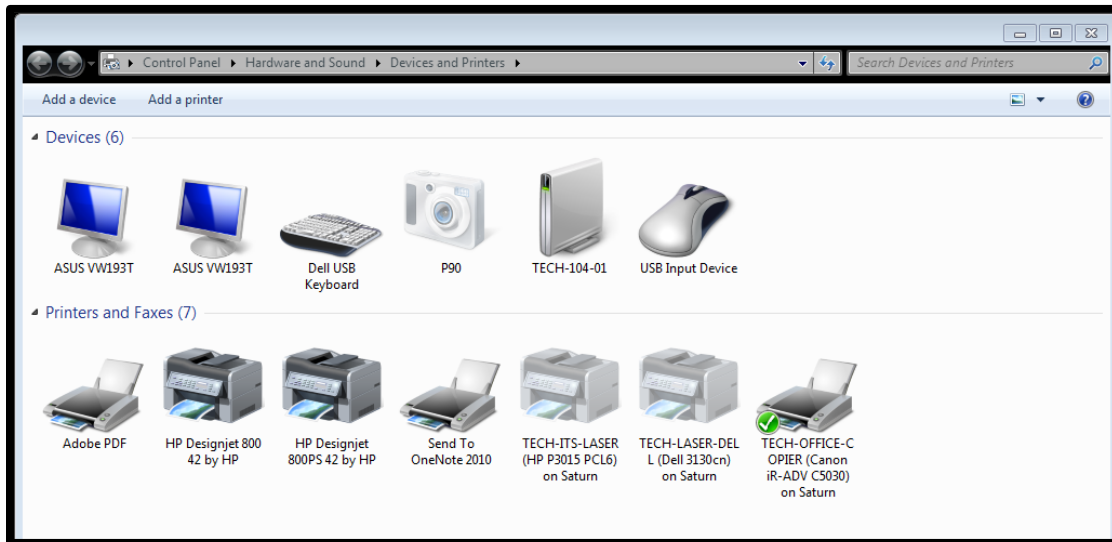 Control Panel Hardware and Sound Devices and Printers Search Devices and Printers
Add a device Add a printer
Devices (6)
ASUS VW193T ASUS VW193T Dell USB P90 TECH-104-01 USB Input Device
Keyboard
Printers and Faxes (7)
Adobe PDF HP Designjet 800 HP Designjet Send To TECH-ITS-LASER TECH-LASER-DEL TECH-OFFICE-C
42 by HP 800PS 42 by HP OneNote 2010 (HP P3015 PCL6) L (Dell 3130cn) OPIER (Canon
on Saturn on Saturn iR-ADV C5030)
on Saturn